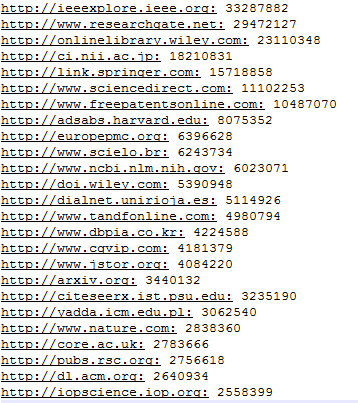 http://ieeexplore.ieee.org: 33287882
http://www.researchgate.net: 29472127
http://onlinelibrary.wiley.com: 23110348
http://ci.nii.ac.jp: 18210831
http://link.springer.com: 15718858
http://www.sciencedirect.com: 11102253
http://www.freepatentsonline.com: 10487070
http://adsabs.harvard.edu: 8075352
http://europepmc.org: 6396628
http://www.scielo.br: 6243734
http://www.ncbi.nlm.nih.gov: 6023071
http://doi.wiley.com: 5390948
http://dialnet.unirioja.es: 5114926
http://www.tandfonline.com: 4980794
http://www.dbpia.co.kr: 4224588
http://www.cqvip.com: 4181379
http://www.jstor.org: 4084220
http://arxiv.org: 3440132
http://citeseerx.ist.psu.edu: 3235190
http://yadda.icm.edu.pl: 3062540
http://www.nature.com: 2838360
http://core.ac.uk: 2783666
http://pubs.rsc.org: 2756618
http://dl.acm.org: 2640934
http://iopscience.iop.org: 2558399